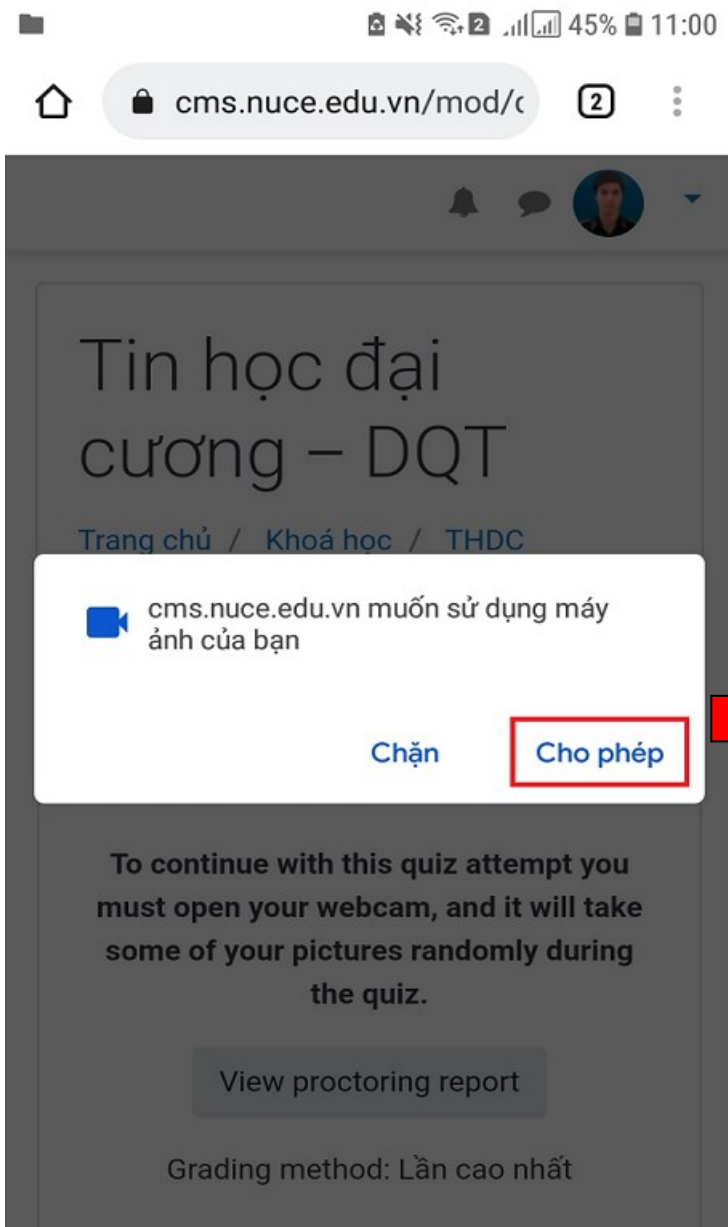 2 45% 11:00
cms.nuce.edu.vn/mod/c 2
Tin học đại
cương – DQT
Trang chủ / Khoá học / THDC
cms.nuce.edu.vn muốn sử dụng máy
ảnh của bạn
Chặn Cho phép
To continue with this quiz attempt you
must open your webcam, and it will take
some of your pictures randomly during
the quiz.
View proctoring report
Grading method: Lần cao nhất